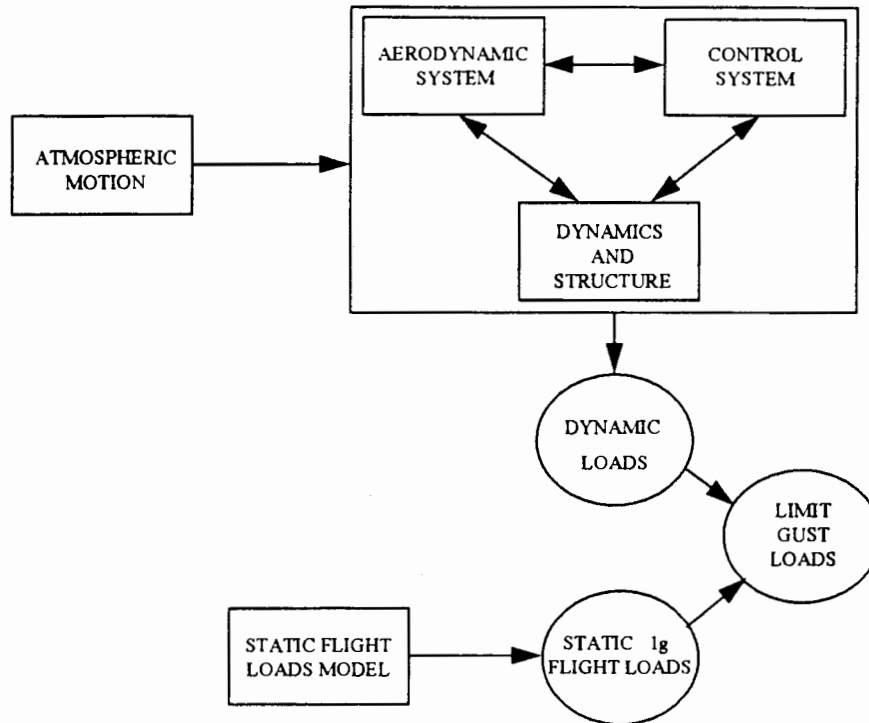 AERODYNAMIC
SYSTEM
CONTROL
SYSTEM
ATMOSPHERIC
MOTION
DYNAMICS
AND
STRUCTURE
DYNAMIC
LOADS
LIMIT
GUST
LOADS
STATIC FLIGHT
LOADS MODEL
STATIC 1g
FLIGHT LOADS